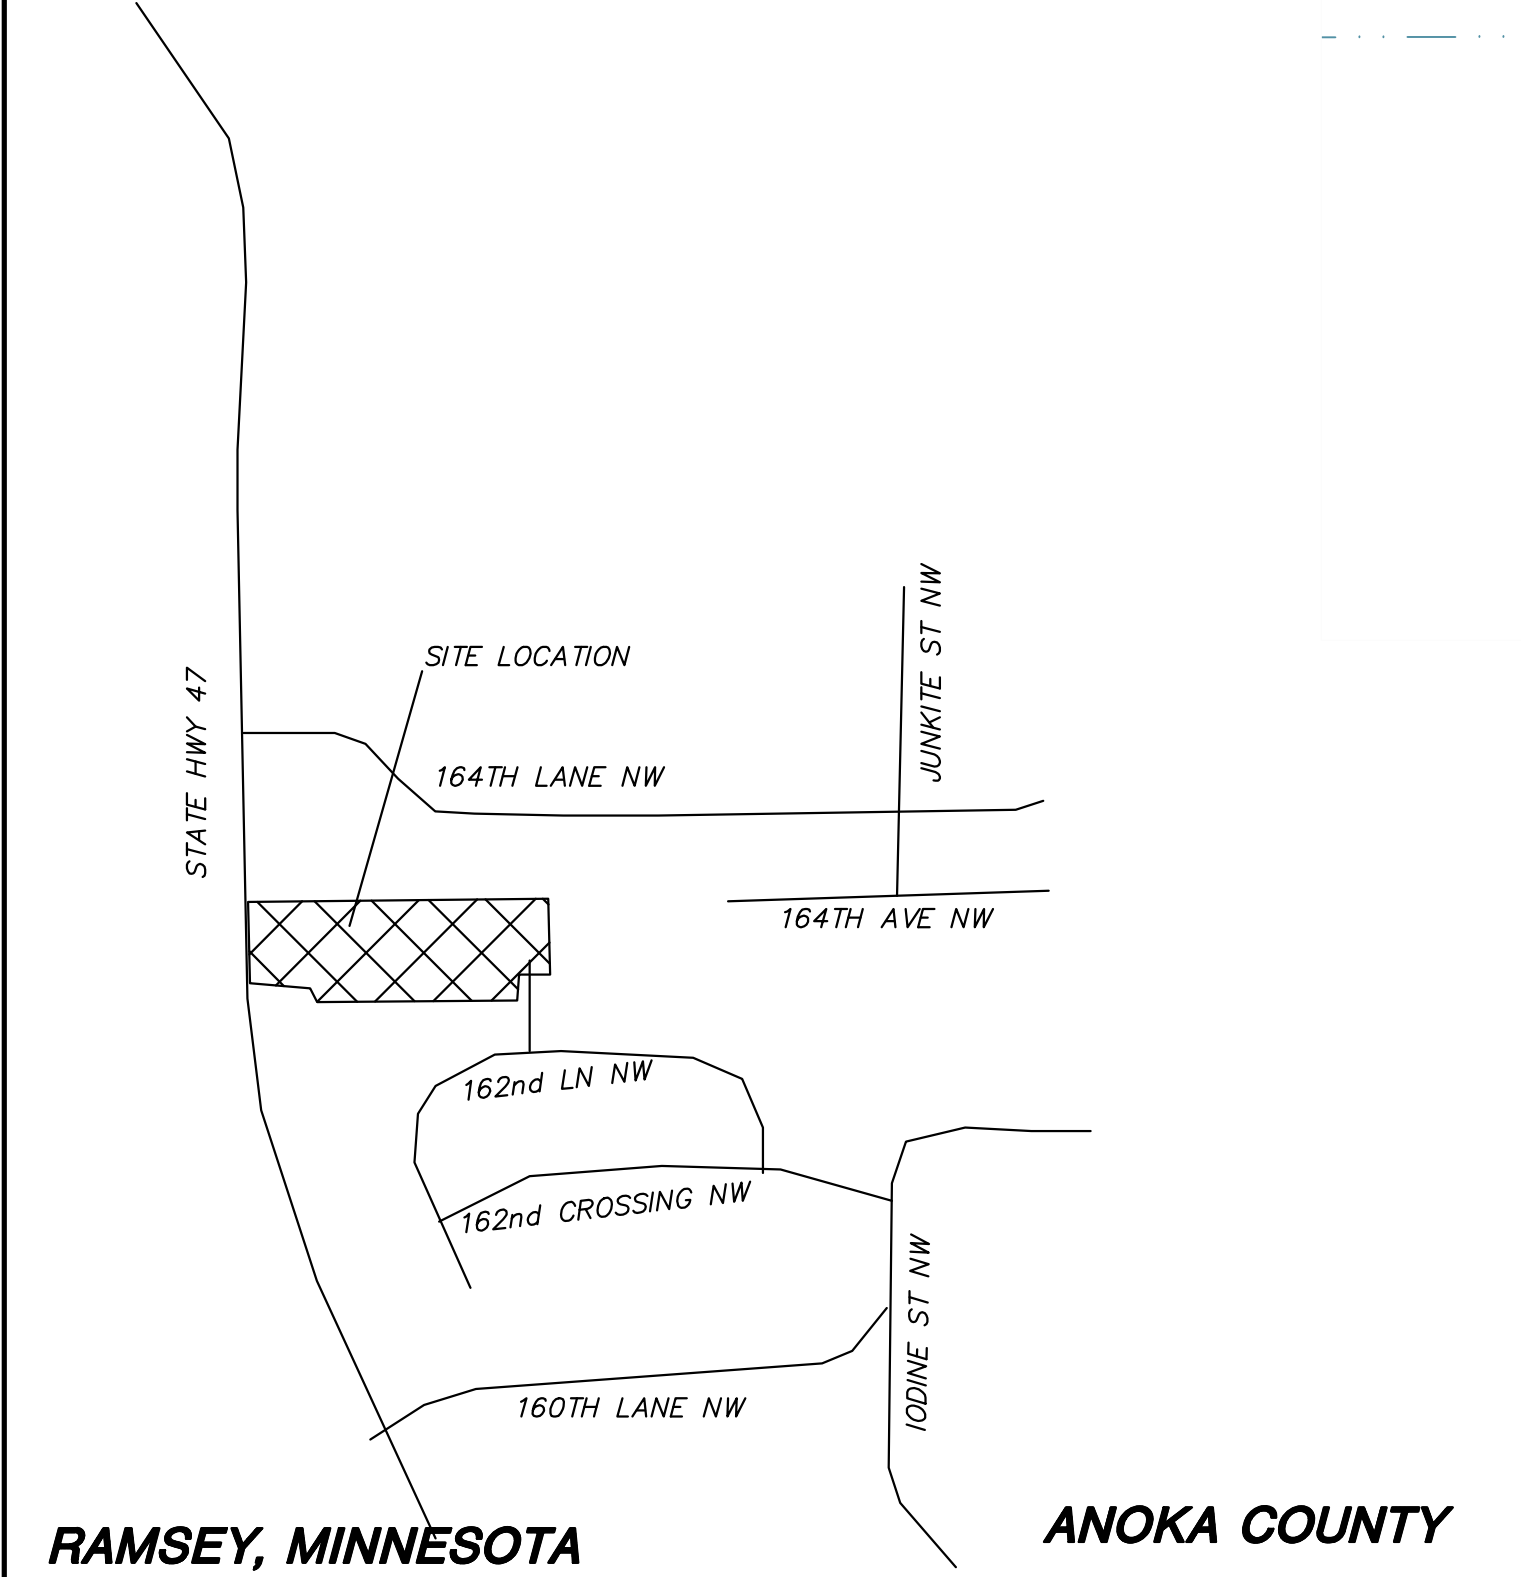 JUNKITE ST NW
SITE LOCATION
STATE HWY 47
164TH LANE NW
164TH AVE NW
162nd LN NW
162nd CROSSING NW
IODINE ST NW
160TH LANE NW
ANOKA COUNTY
RAMSEY, MINNESOTA